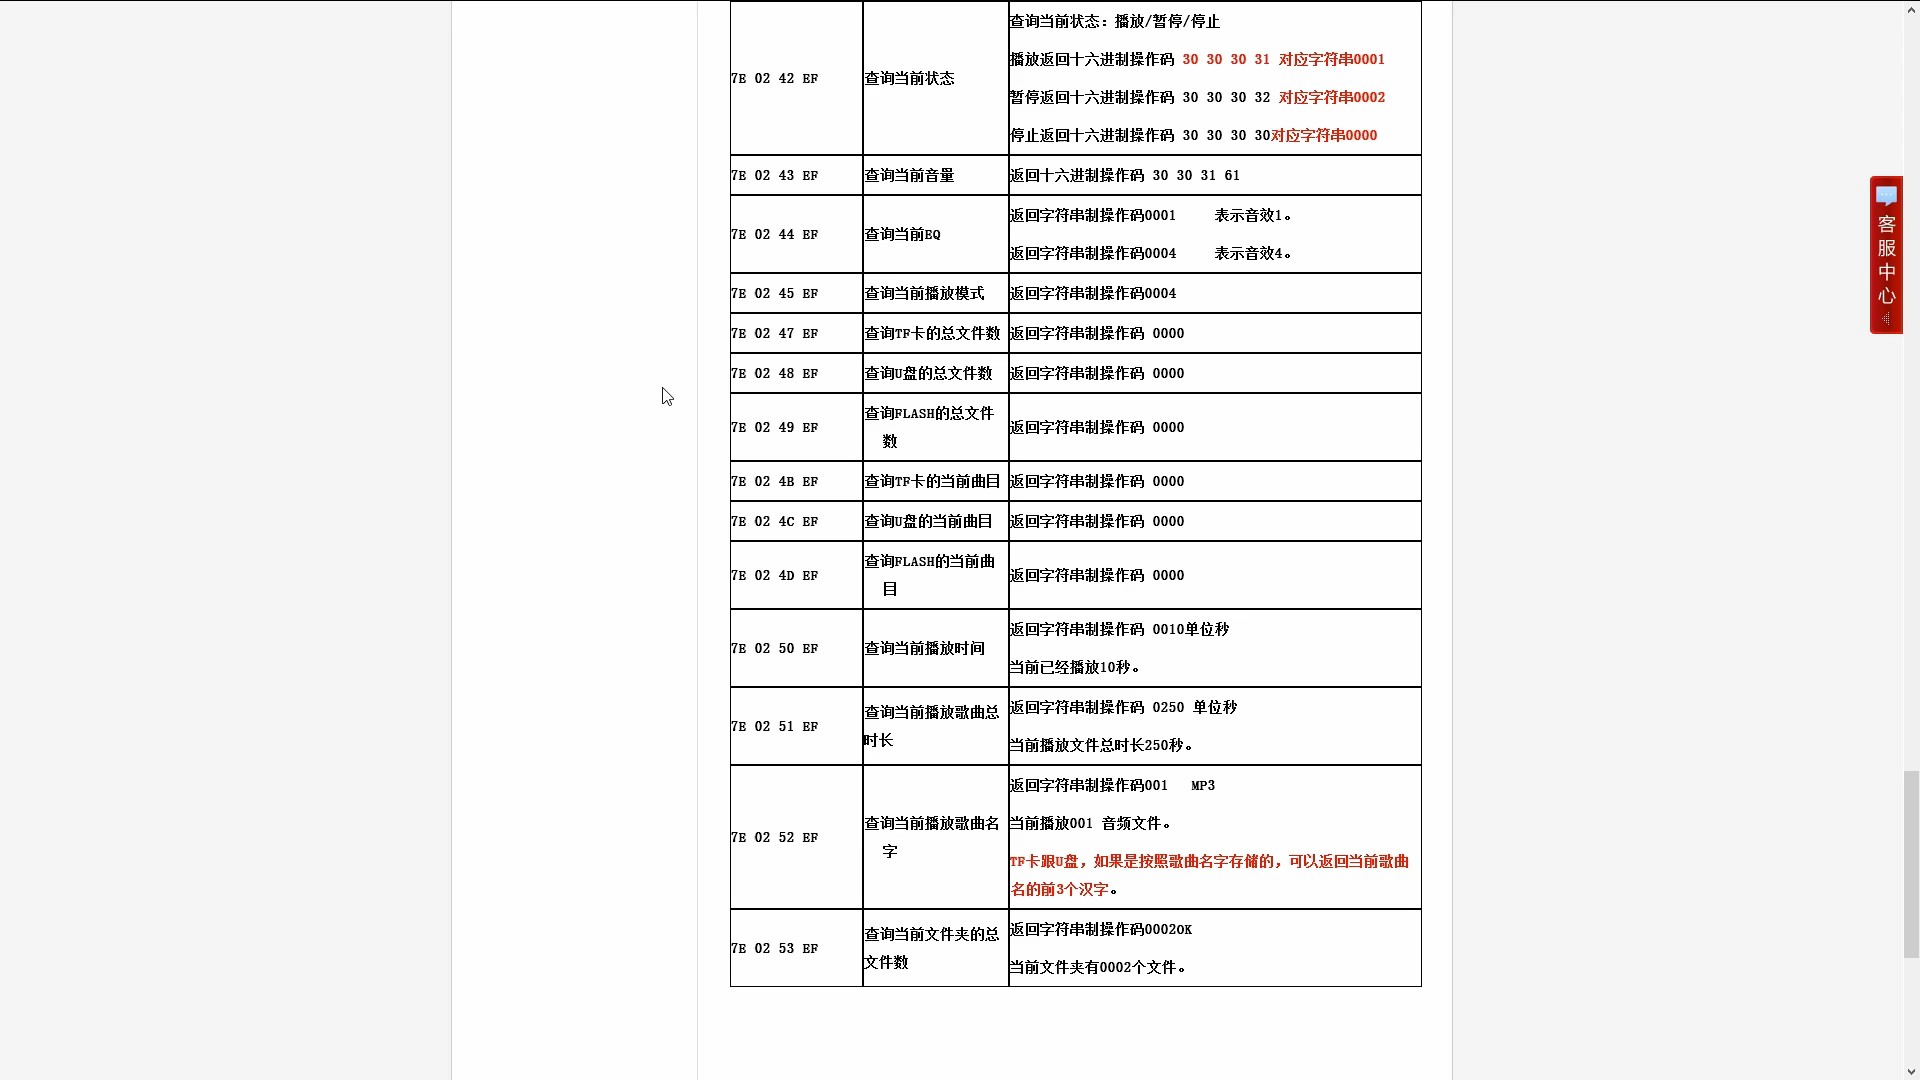 查询当前状态：播放/暂停/停止
播放返回十六进制操作码 30 30 30 31 对应字符串0001
7E 02 42 EF 查询当前状态
暂停返回十六进制操作码 30 30 30 32 对应字符串0002
停止返回十六进制操作码 30 30 30 30对应字符串0000
7E 02 43 EF 查询当前音量 返回十六进制操作码 30 30 31 61
返回字符串制操作码0001 表示音效1。
7E 02 44 EF 查询当前EQ
返回字符串制操作码0004 表示音效4。
7E 02 45 EF 查询当前播放模式 返回字符串制操作码0004
7E 02 47 EF 查询TF卡的总文件数 返回字符串制操作码 0000
7E 02 48 EF 查询U盘的总文件数 返回字符串制操作码 0000
7E 02 49 EF 查询FLASH的总文件
数
返回字符串制操作码 0000
7E 02 4B EF 查询TF卡的当前曲目 返回字符串制操作码 0000
7E 02 4C EF 查询U盘的当前曲目 返回字符串制操作码 0000
7E 02 4D EF 查询FLASH的当前曲
目
返回字符串制操作码 0000
7E 02 50 EF 查询当前播放时间
返回字符串制操作码 0010单位秒
当前已经播放10秒。
7E 02 51 EF 查询当前播放歌曲总
时长
返回字符串制操作码 0250 单位秒
当前播放文件总时长250秒。
7E 02 52 EF 查询当前播放歌曲名
字
返回字符串制操作码001 MP3
当前播放001 音频文件。
TF卡跟U盘，如果是按照歌曲名字存储的，可以返回当前歌曲
名的前3个汉字。
7E 02 53 EF 查询当前文件夹的总
文件数
返回字符串制操作码0002OK
当前文件夹有0002个文件。
客服中心